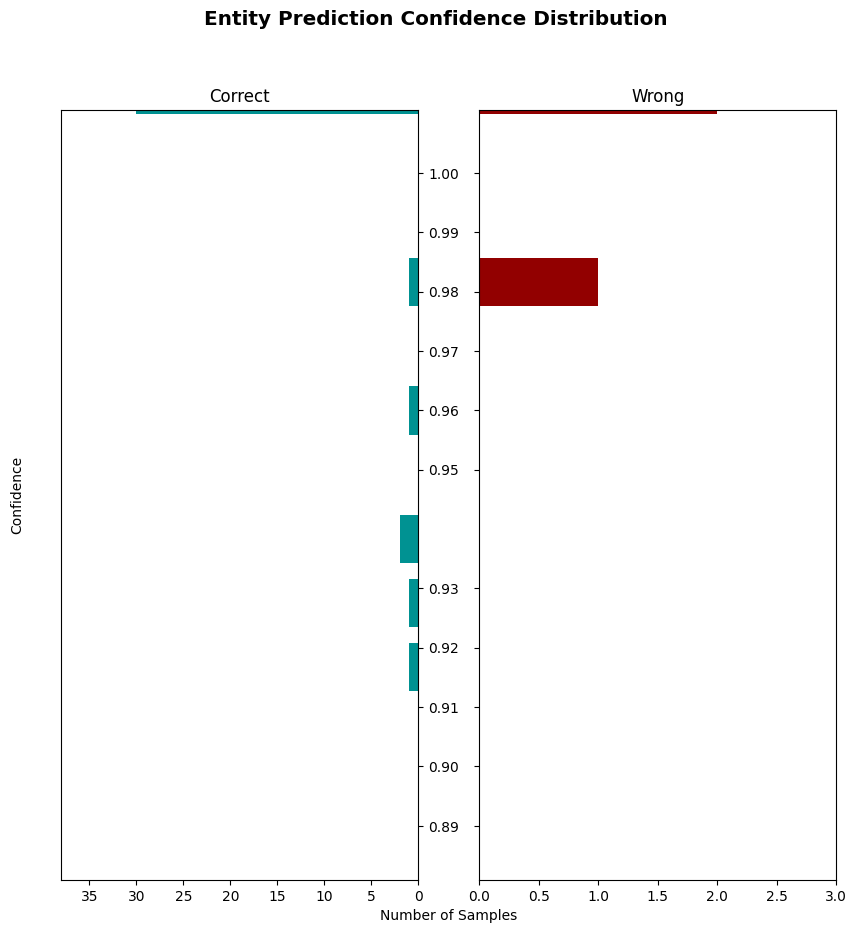 Entity Prediction Confidence Distribution
Correct
Wrong
1.00
0.99
0.98
0.97
0.96
0.95
0.93
0.92
0.91
0.90
0.89
Confidence
35 30 25 20 15 10 5 0
0.0 0.5 1.0 1.5 2.0 2.5 3.0
Number of Samples